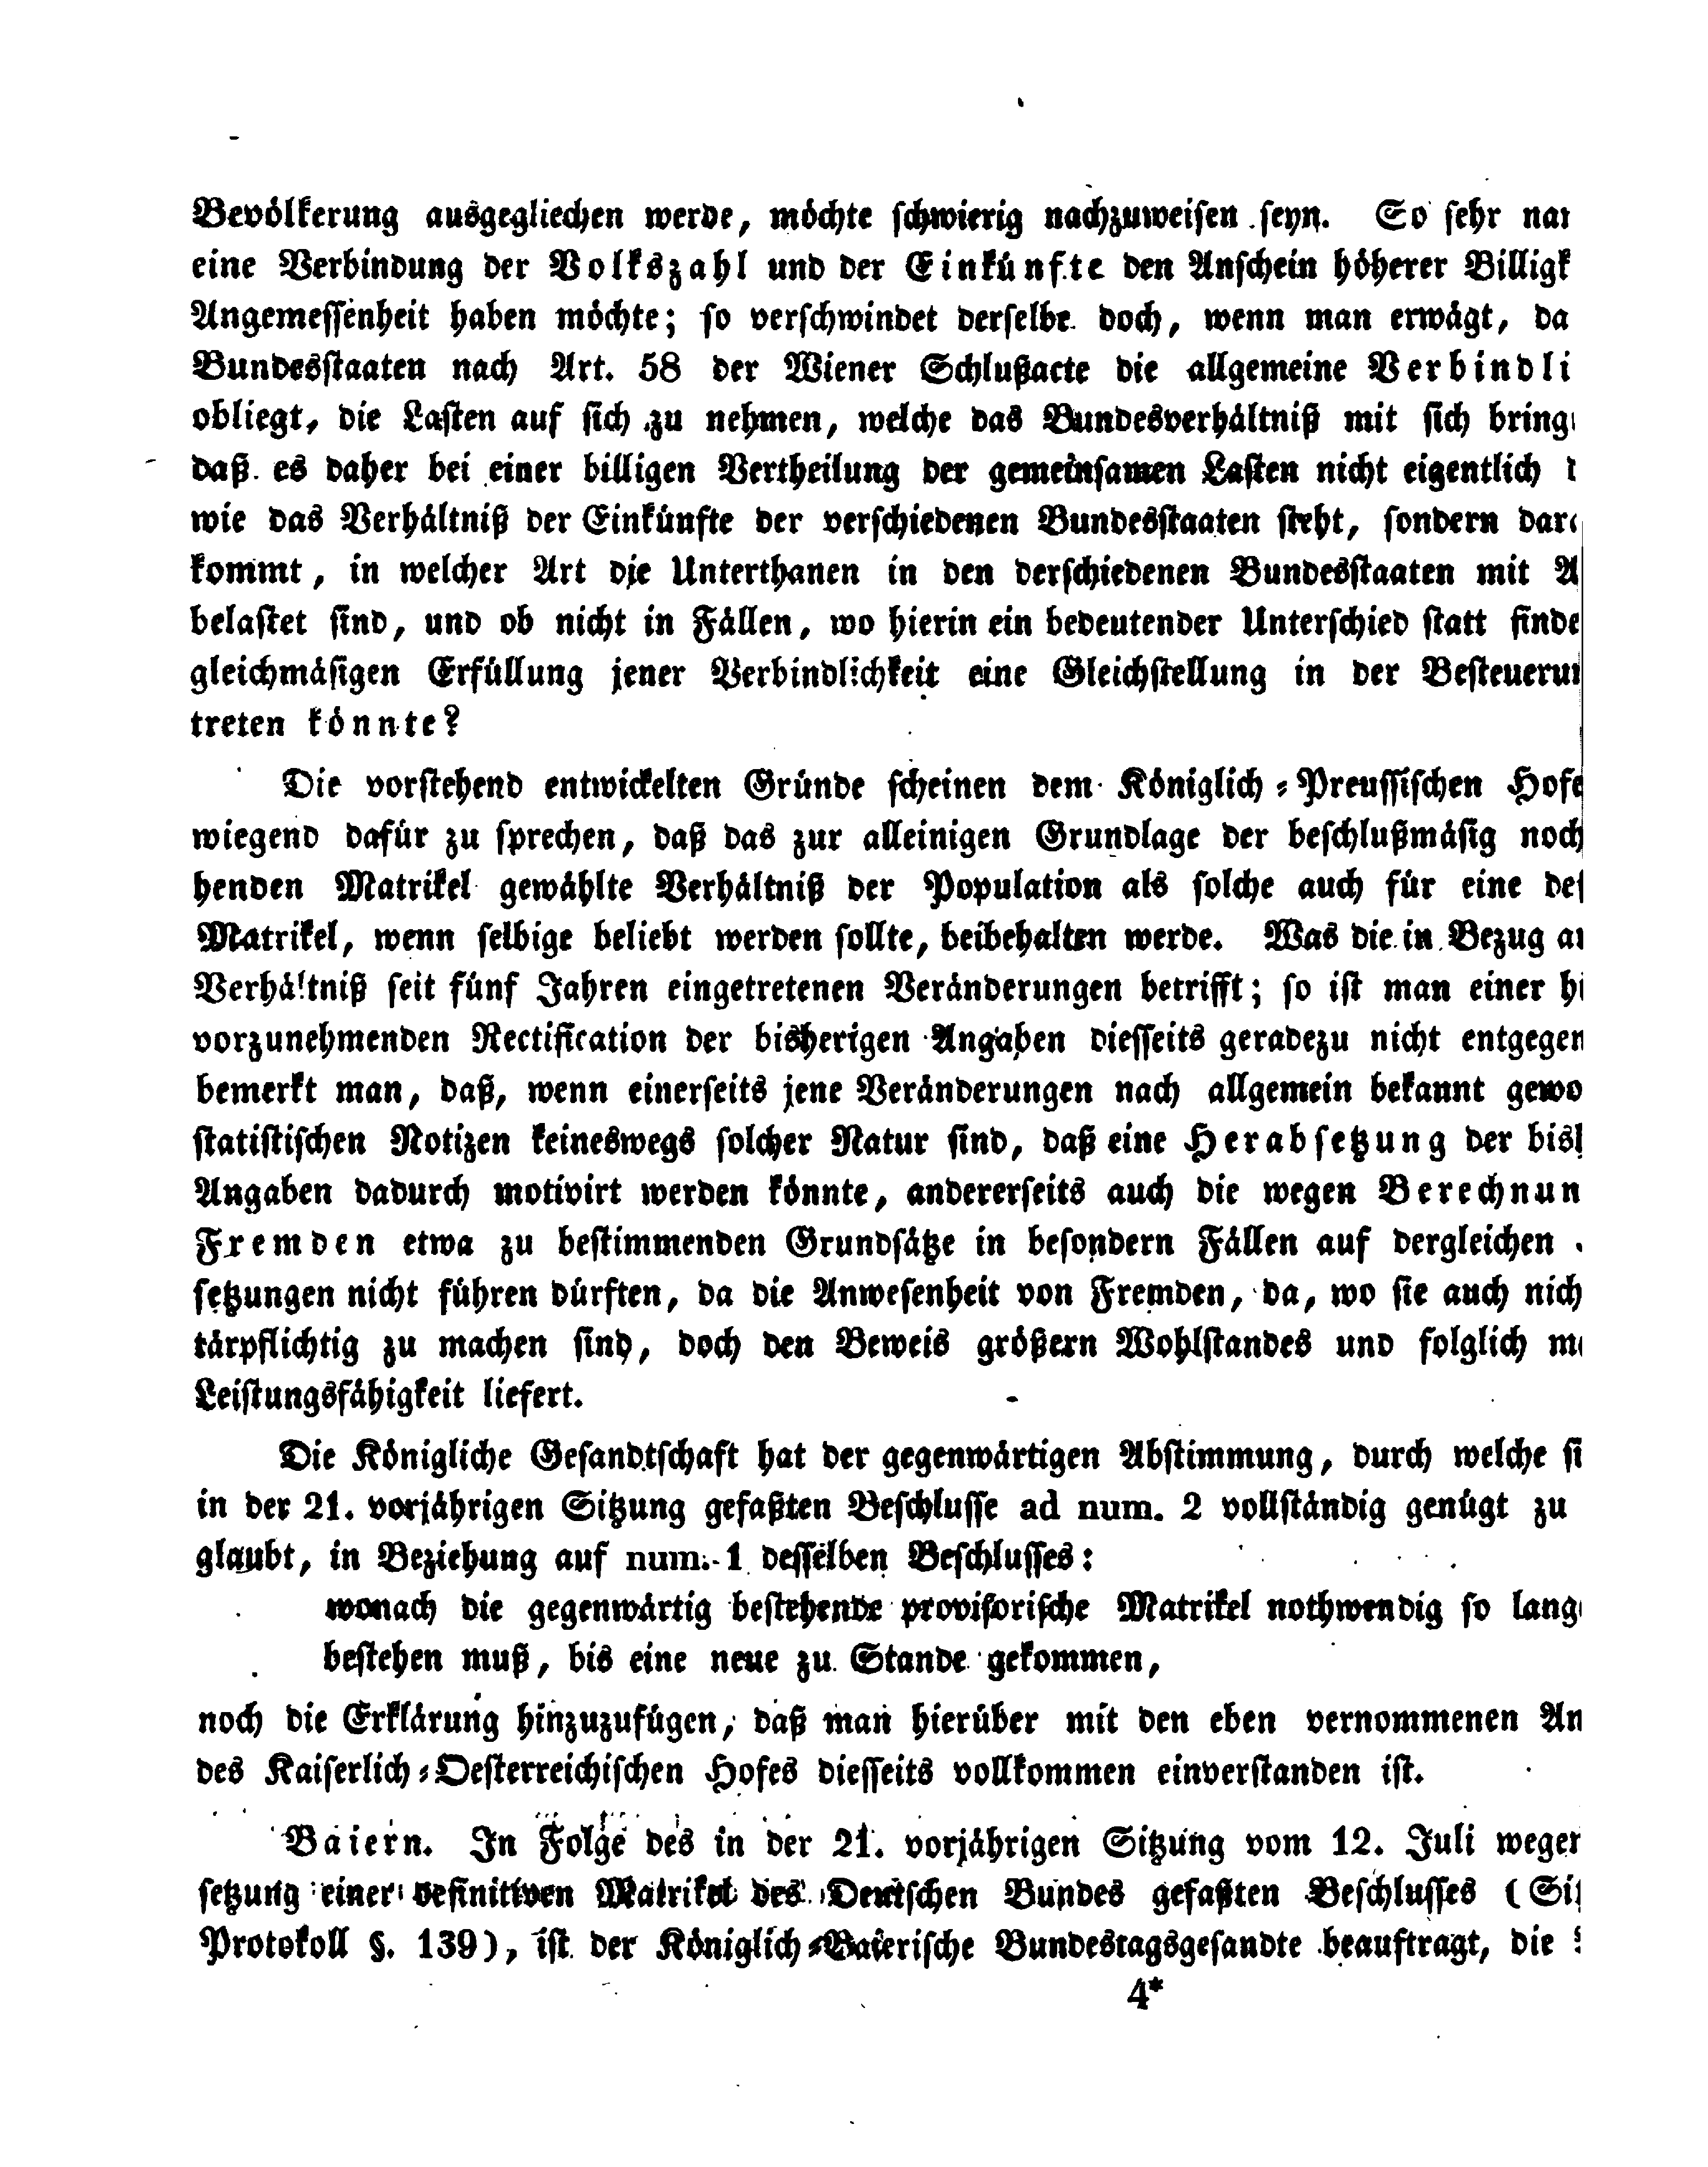 Bevölkerung ausgegliechen werde, möchte schwierig nachzuweisen seyn. So sehr
eine Verbindung der Volkszahl und der Einkünfte den Anschein höherer Billigk
Angemessenheit haben möchte; so verschwindet derselbe doch, wenn man erwägt, da
Bundesstaaten nach Art. 58 der Wiener Schlußacte die allgemeine Verbindli
obliegt, die Lasten auf sich zu nehmen, welche das Bundesverhältniß mit sich bring
daß es daher bei einer billigen Vertheilung der gemeinsamen Lasten nicht eigentlich
wie das Verhältniß der Einkünfte der verschiedenen Bundesstaaten steht, sondern dar
kommt, in welcher Art die Unterthanen in den derschiedenen Bundesstaaten mit A
belastet sind, und ob nicht in Fällen, wo hierin ein bedeutender Unterschied statt finde
gleichmäsigen Erfüllung jener Verbindlichkeit eine Gleichstellung in der Besteueru
treten könnte?
Die vorstehend entwickelten Gründe scheinen dem Königlich-Preussischen Hofe
wiegend dafür zu sprechen, daß das zur alleinigen Grundlage der beschlußmäsig noch
henden Matrikel gewählte Verhältniß der Population als solche auch für eine def
Matrikel, wenn selbige beliebt werden sollte, beibehalten werde. Was die in Bezug a
Verhältniß seit fünf Jahren eingetretenen Veränderungen betrifft; so ist man einer hi
vorzunehmenden Rectification der bisherigen Angaben diesseits geradezu nicht entgegen
bemerkt man, daß, wenn einerseits jene Veränderungen nach allgemein bekannt gewo
statistischen Notizen keineswegs solcher Natur sind, daß eine Herabsetzung der bish
Angaben dadurch motivirt werden könnte, andererseits auch die wegen Berechnun
Fremden etwa zu bestimmenden Grundsätze in besondern Fällen auf dergleichen
setzungen nicht führen dürften, da die Anwesenheit von Fremden, da, wo sie auch nich
tärpflichtig zu machen sind, doch den Beweis größern Wohlstandes und folglich m
Leistungsfähigkeit liefert.
Die Königliche Gesandtschaft hat der gegenwärtigen Abstimmung, durch welche si
in der 21. vorjährigen Sitzung gefaßten Beschlusse ad num. 2 vollständig genügt zu
glaubt, in Beziehung auf num. 1 desselben Beschlusses:
wonach die gegenwärtig bestehende provisorische Matrikel nothwendig so lang
bestehen muß, bis eine neue zu Stande gekommen,
noch die Erklärung hinzuzufügen, daß man hierüber mit den eben vernommenen An
des Kaiserlich-Oesterreichischen Hofes diesseits vollkommen einverstanden ist.
Baiern. In Folge des in der 21. vorjährigen Sitzung vom 12. Juli wegen
setzung einer definitiven Matrikel des Deutschen Bundes gefaßten Beschlusses (Si
Protokoll §. 139), ist der Königlich-Baierische Bundestagsgesandte beauftragt, die
4*